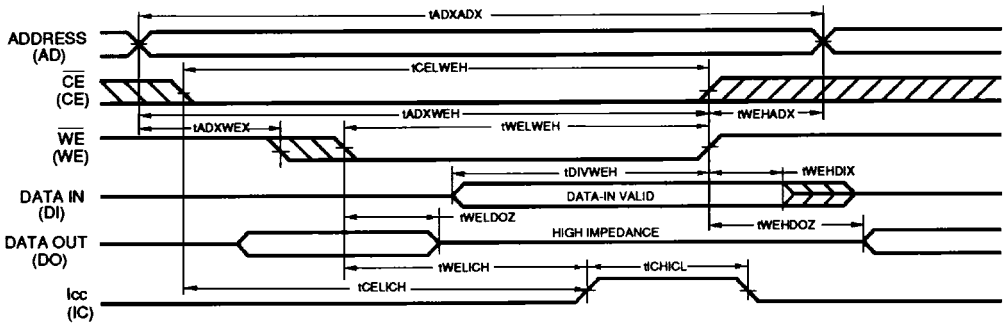 tADXADX
ADDRESS
(AD)
tCELWEH
CE
(CE)
tADXWEH
tWEHADX
tADXWEX
tWELWEH
WE
(WE)
tDIVWEH
tWEHDIX
DATA IN
(DI)
DATA-IN VALID
tWELDOZ
tWEHDOZ
DATA OUT
(DO)
HIGH IMPEDANCE
tWELICH
tICHICL
tCELICH
Icc
(IC)